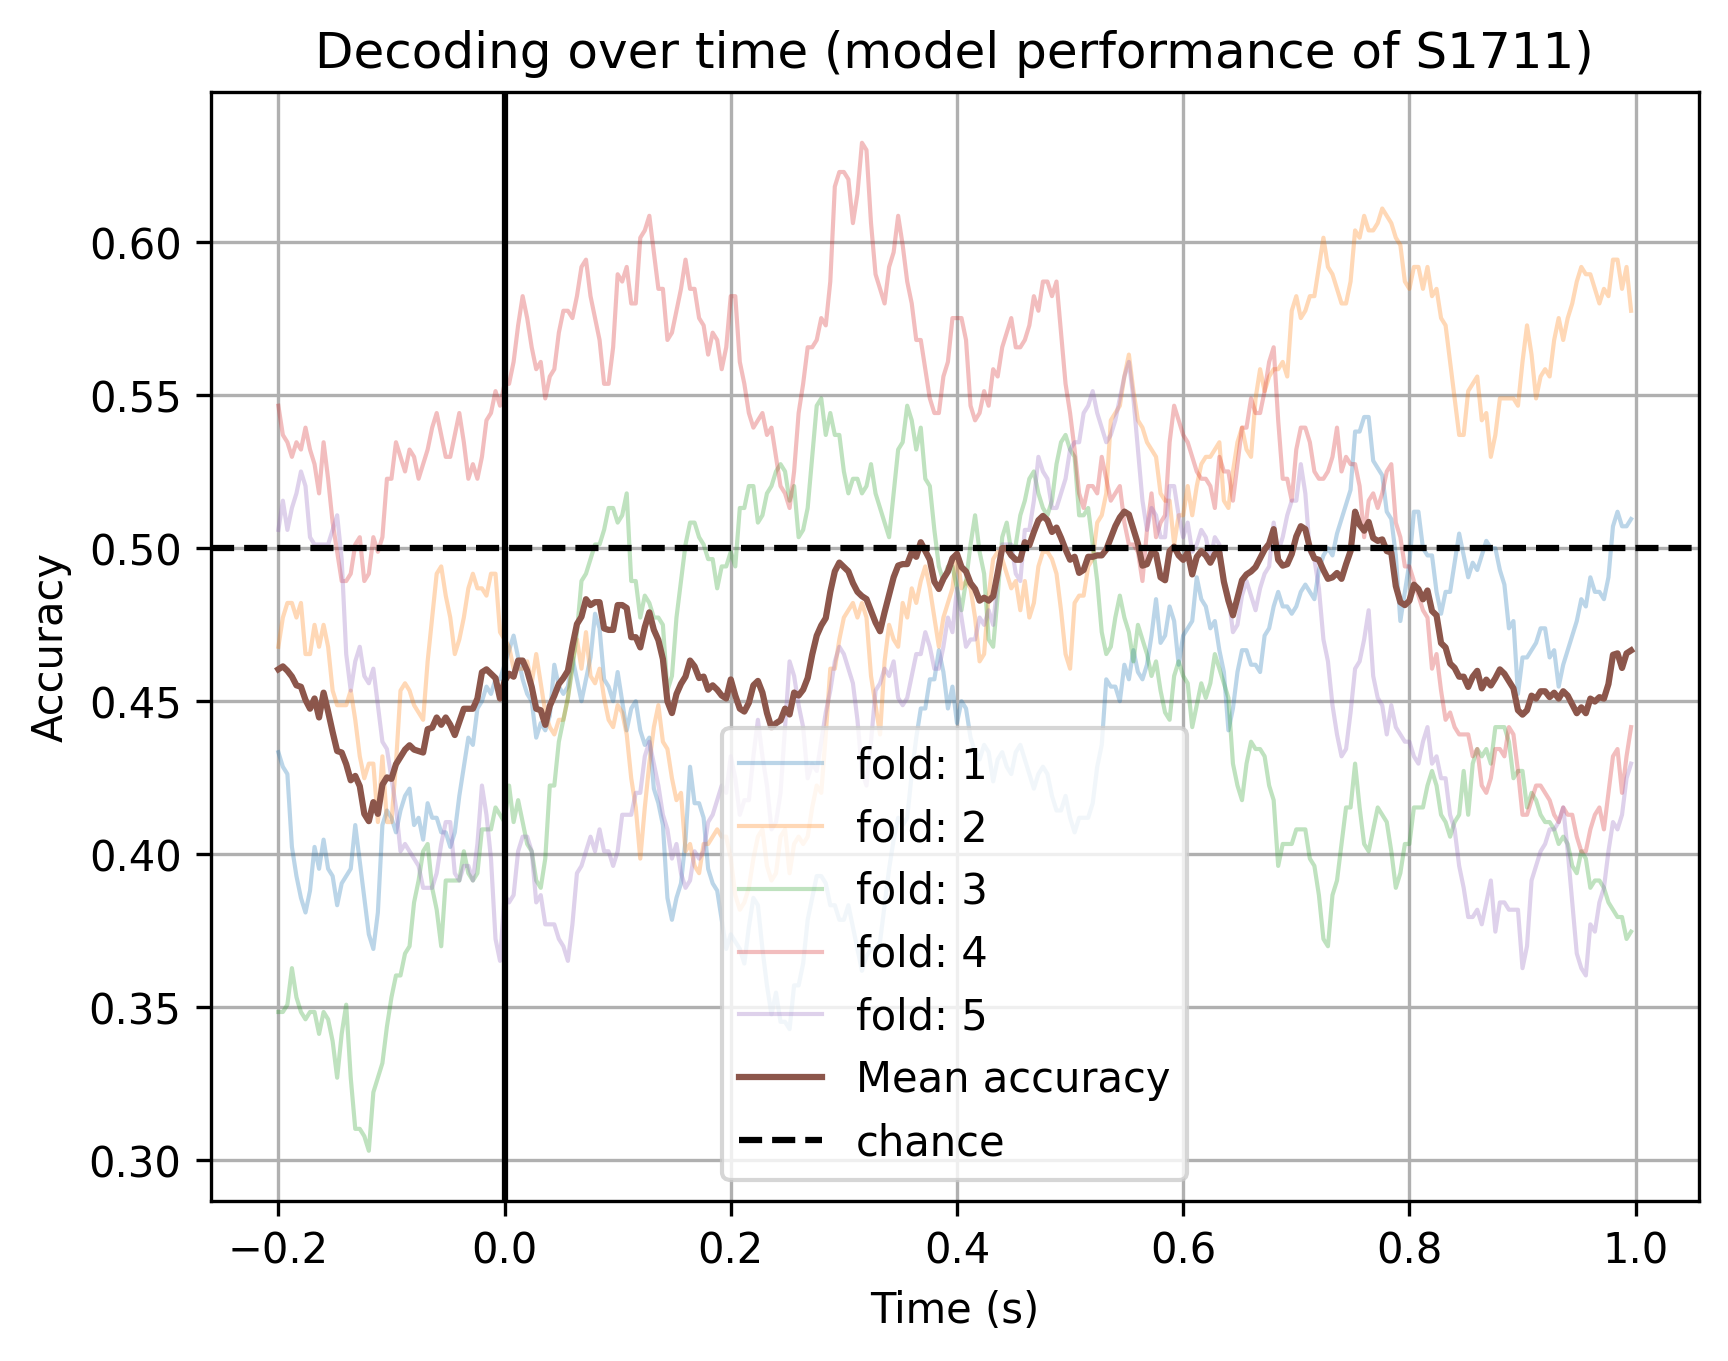 Decoding over time (model performance of S1711)
Accuracy
0.60
0.55
0.50
0.45
0.40
0.35
0.30
fold: 1
fold: 2
fold: 3
fold: 4
fold: 5
Mean accuracy
chance
−0.2 0.0 0.2 0.4 0.6 0.8 1.0
Time (s)